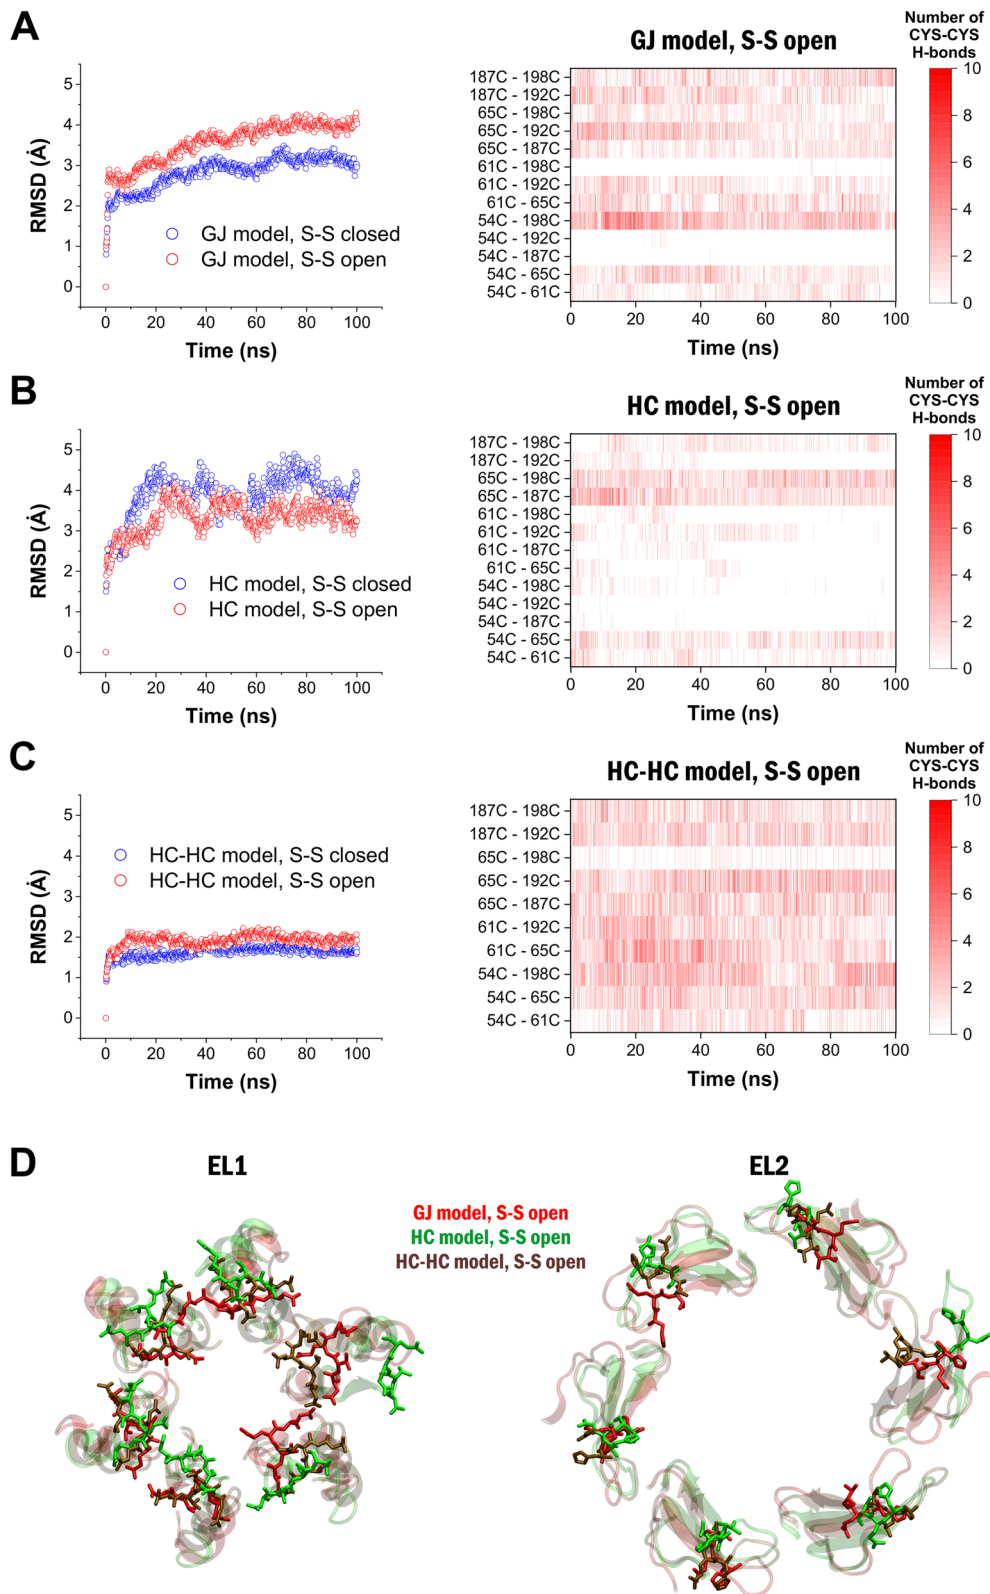 A
GJ model, S-S open
Number of
CYS-CYS
H-bonds
RMSD (Å)
5
4
3
2
1
0
GJ model, S-S closed
GJ model, S-S open
0 20 40 60 80 100
Time (ns)
187C - 198C
187C - 192C
65C - 198C
65C - 192C
65C - 187C
61C - 198C
61C - 192C
61C - 65C
54C - 198C
54C - 192C
54C - 187C
54C - 65C
54C - 61C
0 20 40 60 80 100
Time (ns)
10
8
6
4
2
0
B
HC model, S-S open
Number of
CYS-CYS
H-bonds
RMSD (Å)
5
4
3
2
1
0
HC model, S-S closed
HC model, S-S open
0 20 40 60 80 100
Time (ns)
187C - 198C
187C - 192C
65C - 198C
65C - 187C
61C - 198C
61C - 192C
61C - 187C
61C - 65C
54C - 198C
54C - 192C
54C - 187C
54C - 65C
54C - 61C
0 20 40 60 80 100
Time (ns)
10
8
6
4
2
0
C
HC-HC model, S-S open
Number of
CYS-CYS
H-bonds
RMSD (Å)
5
4
3
2
1
0
HC-HC model, S-S closed
HC-HC model, S-S open
0 20 40 60 80 100
Time (ns)
187C - 198C
187C - 192C
65C - 198C
65C - 192C
65C - 187C
61C - 192C
61C - 65C
54C - 198C
54C - 65C
54C - 61C
0 20 40 60 80 100
Time (ns)
10
8
6
4
2
0
D
EL1
EL2
GJ model, S-S open
HC model, S-S open
HC-HC model, S-S open